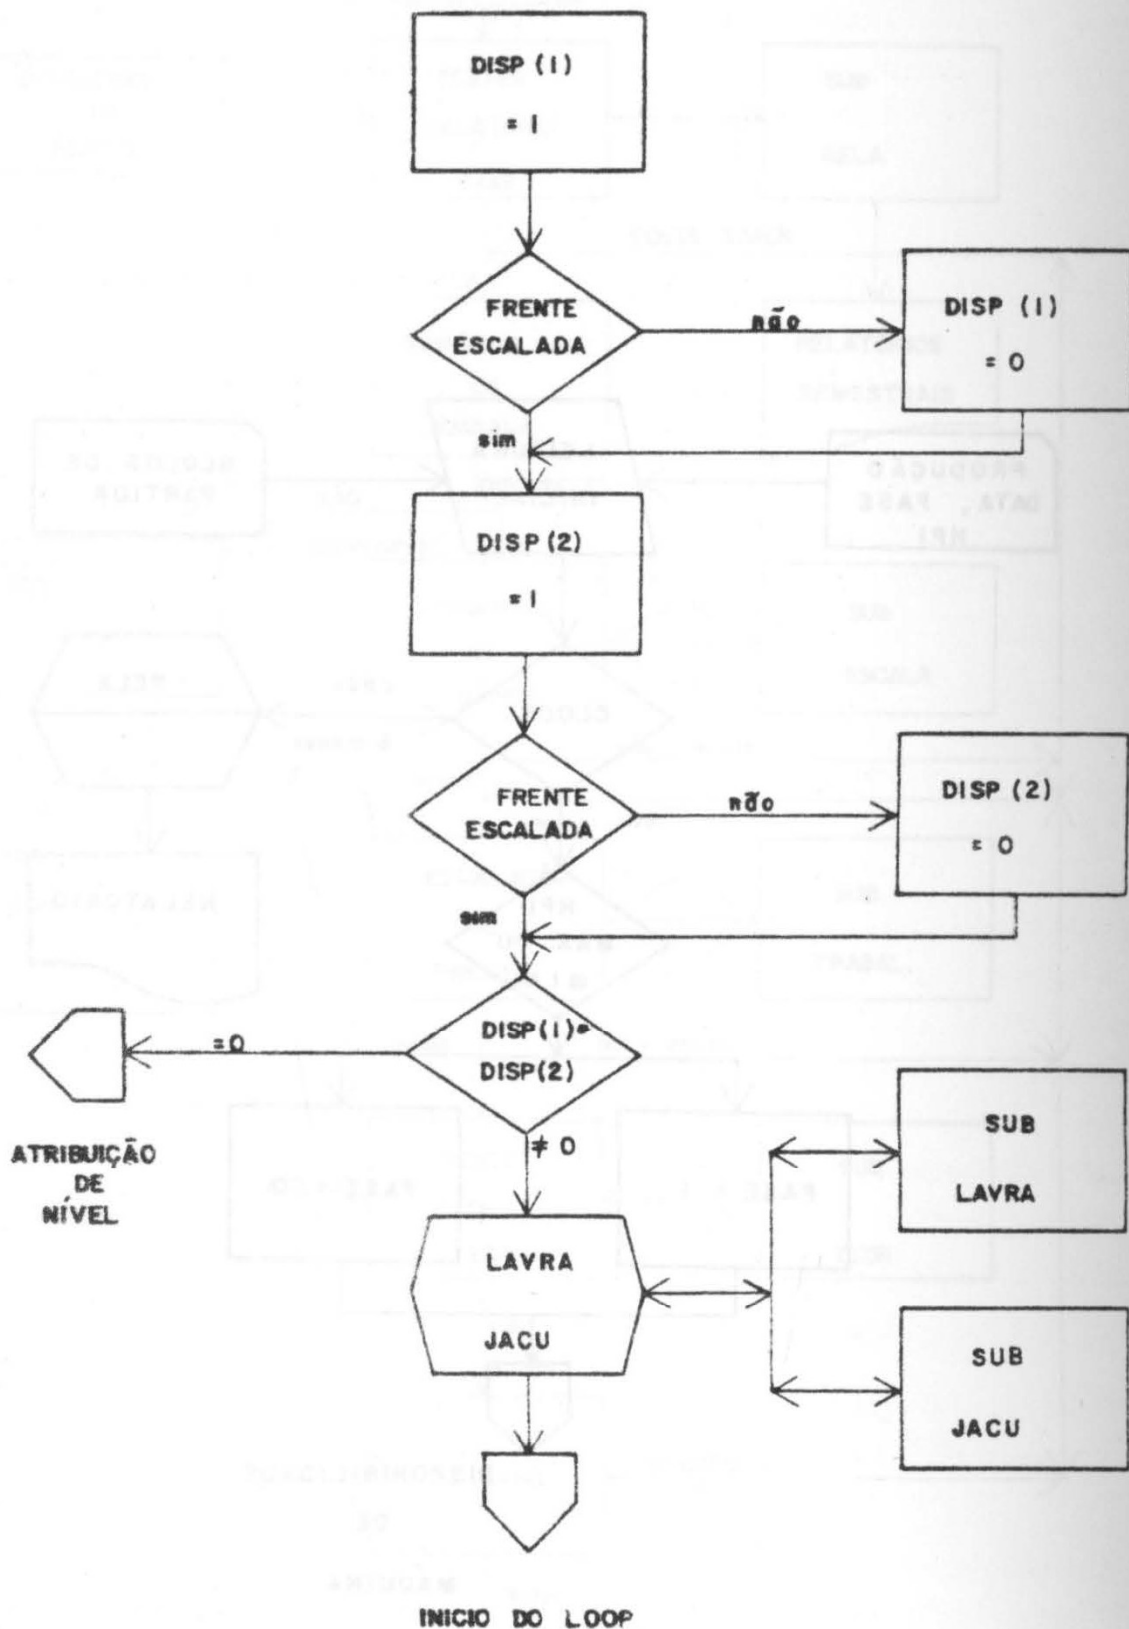 DISP (1)
= 1
FRENTE
ESCALADA
não
DISP (1)
= 0
sim
DISP (2)
= 1
FRENTE
ESCALADA
não
DISP (2)
= 0
sim
DISP(1)*
DISP(2)
=0
ATRIBUIÇÃO
DE
NÍVEL
≠ 0
LAVRA
JACU
SUB
LAVRA
SUB
JACU
INICIO DO LOOP